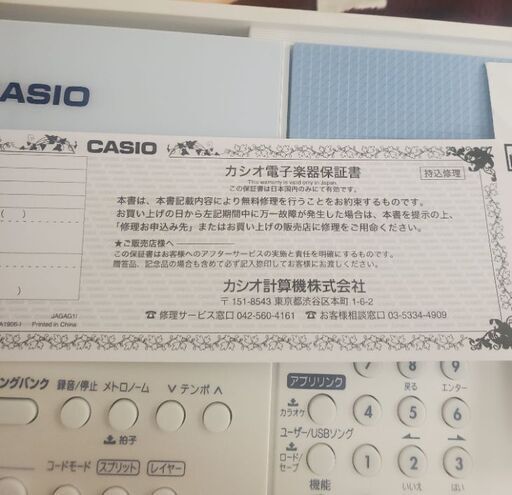 CASIO
CASIO
カシオ電子楽器保証書
持込修理
This warranty is valid only in Japan.
この保証書は日本国内のみにて有効です。
本書は、本書記載内容により無料修理を行うことをお約束するものです。
お買い上げの日から左記期間中に万一故障が発生した場合は、本書を提示の上、
「修理お申込み先」またはお買い上げの販売店に修理をご用命ください。
★ご販売店様へ
この保証書はお客様へのアフターサービスの実施と責任を明確にするものです。
贈答品、記念品の場合も含めて必ず記入捺印してお客様にお渡しください。
カシオ計算機株式会社
〒151-8543 東京都渋谷区本町 1-6-2
☎修理サービス窓口 042-560-4161 ☎お客様相談窓口 03-5334-4909
(  )
)
JAGAG1/
A1906-I Printed in China
ングバンク 録音/停止 メトロノーム ∨ テンポ ∧
拍子
コードモード スプリット レイヤー
7 8 9
アプリリンク 戻る エンター
カラオケ 4 5 6
ユーザー/USBソング
ロード/セーブ 1 2 3
機能 いいえ はい